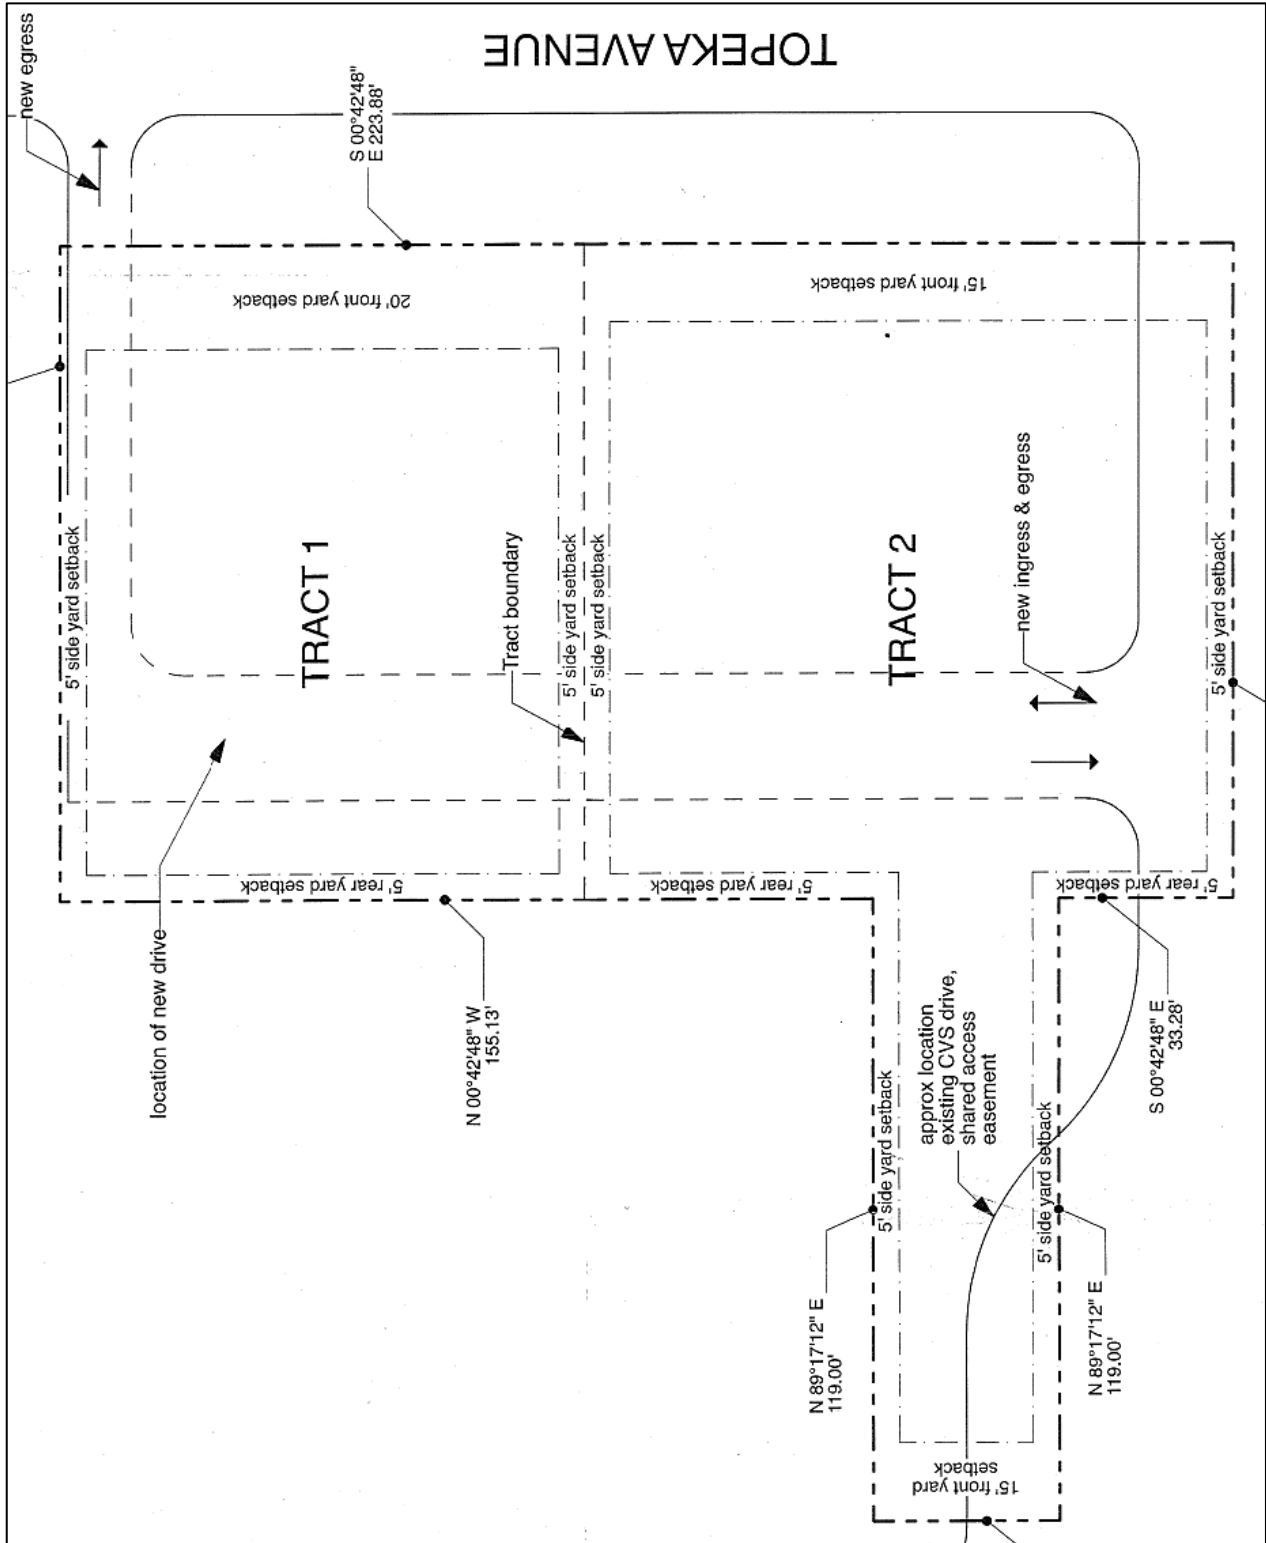 TOPEKA AVENUE
new egress
S 00°42'48"
E 223.88'
20' front yard setback
15' front yard setback
5' side yard setback
TRACT 1
5' side yard setback
Tract boundary
5' side yard setback
TRACT 2
new ingress & egress
5' side yard setback
location of new drive
5' rear yard setback
5' rear yard setback
5' rear yard
setback
N 00°42'48" W
155.13'
approx location
existing CVS drive,
shared access
easement
S 00°42'48" E
33.28'
5' side yard setback
5' side yard setback
N 89°17'12" E
119.00'
N 89°17'12" E
119.00'
15' front yard
setback